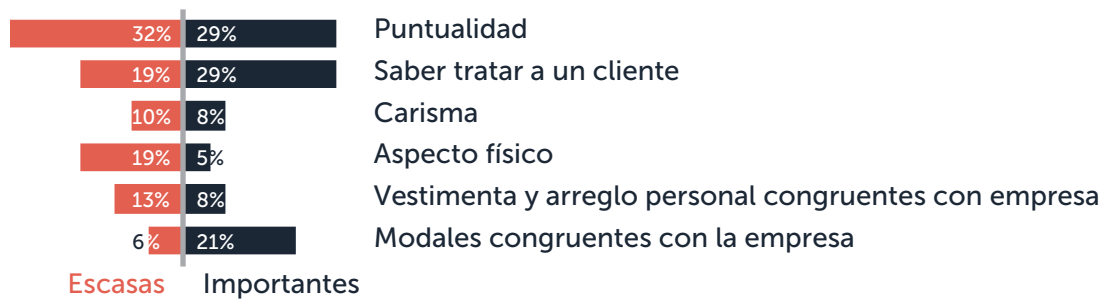 32% 29% Puntualidad
19% 29% Saber tratar a un cliente
10% 8% Carisma
19% 5% Aspecto físico
13% 8% Vestimenta y arreglo personal congruentes con empresa
6% 21% Modales congruentes con la empresa
Escasas Importantes